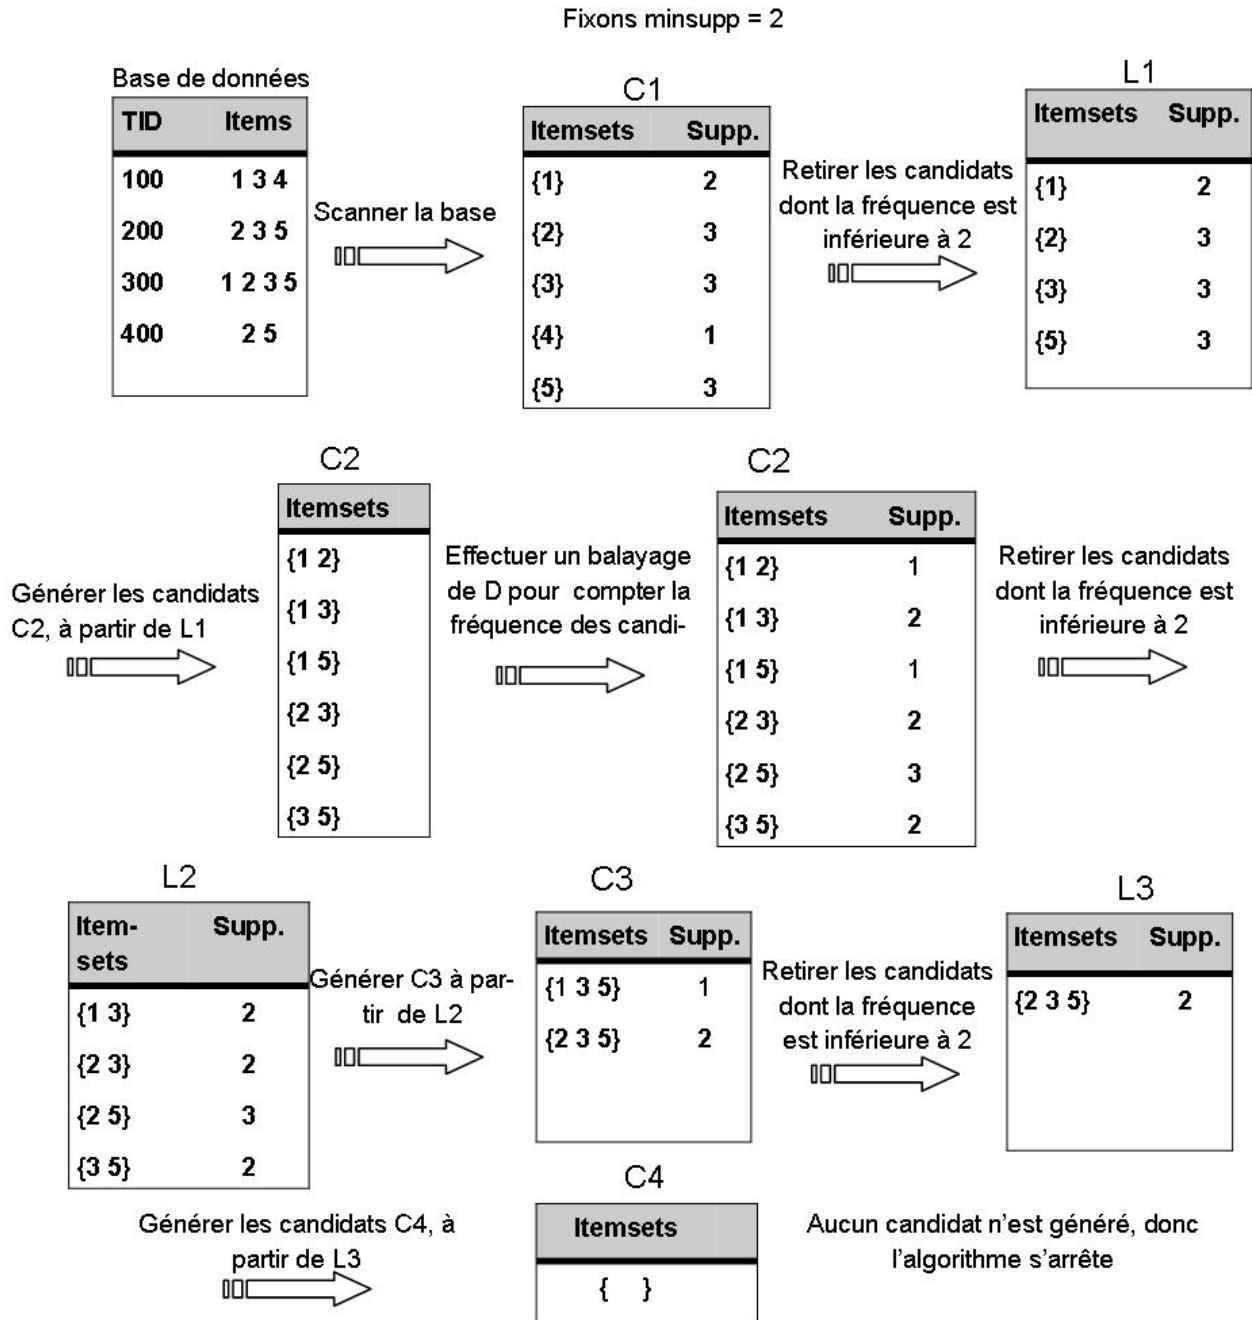 Fixons minsupp = 2
Base de données
TID Items
100 1 3 4
200 2 3 5
300 1 2 3 5
400 2 5
Scanner la base
C1
Itemsets Supp.
{1} 2
{2} 3
{3} 3
{4} 1
{5} 3
Retirer les candidats
dont la fréquence est
inférieure à 2
L1
Itemsets Supp.
{1} 2
{2} 3
{3} 3
{5} 3
Générer les candidats
C2, à partir de L1
C2
Itemsets
{1 2}
{1 3}
{1 5}
{2 3}
{2 5}
{3 5}
Effectuer un balayage
de D pour compter la
fréquence des candi-
C2
Itemsets Supp.
{1 2} 1
{1 3} 2
{1 5} 1
{2 3} 2
{2 5} 3
{3 5} 2
Retirer les candidats
dont la fréquence est
inférieure à 2
L2
Item-
sets Supp.
{1 3} 2
{2 3} 2
{2 5} 3
{3 5} 2
Générer C3 à par-
tir de L2
C3
Itemsets Supp.
{1 3 5} 1
{2 3 5} 2
Retirer les candidats
dont la fréquence
est inférieure à 2
L3
Itemsets Supp.
{2 3 5} 2
Générer les candidats C4, à
partir de L3
C4
Itemsets
{ }
Aucun candidat n'est généré, donc
l'algorithme s'arrête